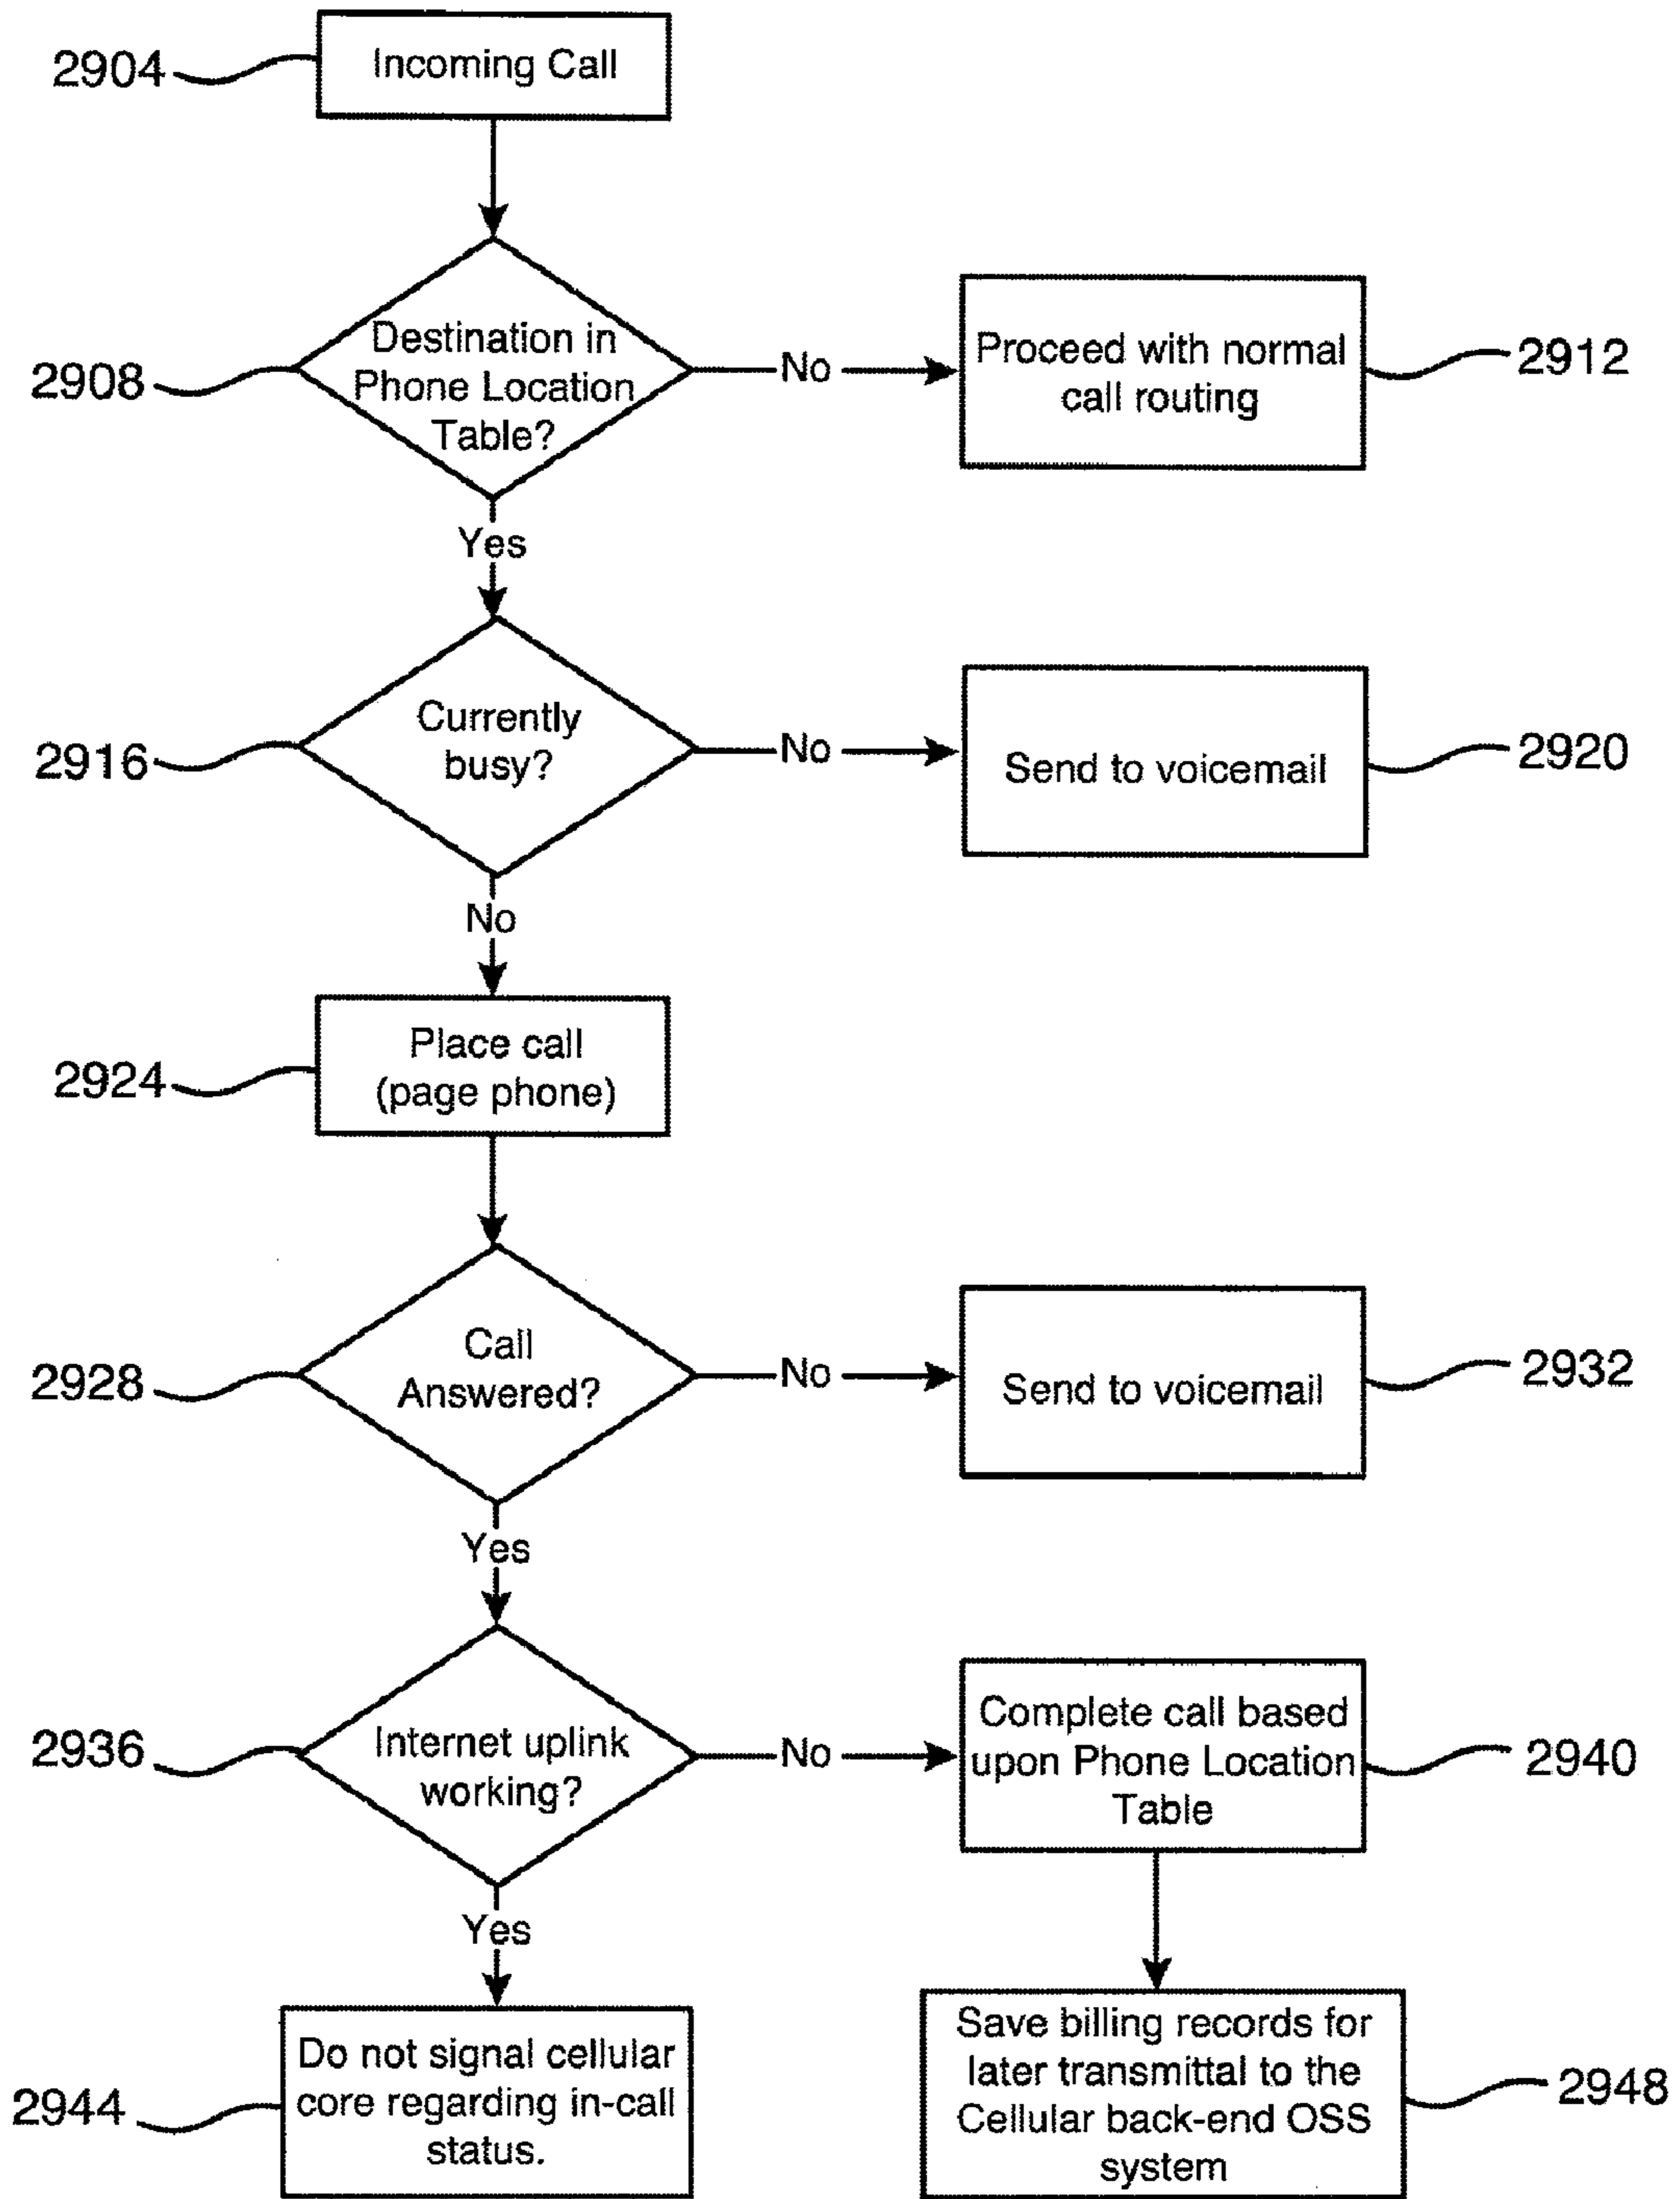 2904
Incoming Call
2908
Destination in
Phone Location
Table?
No
Proceed with normal
call routing
2912
Yes
2916
Currently
busy?
No
Send to voicemail
2920
No
2924
Place call
(page phone)
2928
Call
Answered?
No
Send to voicemail
2932
Yes
2936
Internet uplink
working?
No
Complete call based
upon Phone Location
Table
2940
Yes
2944
Do not signal cellular
core regarding in-call
status.
Save billing records for
later transmittal to the
Cellular back-end OSS
system
2948